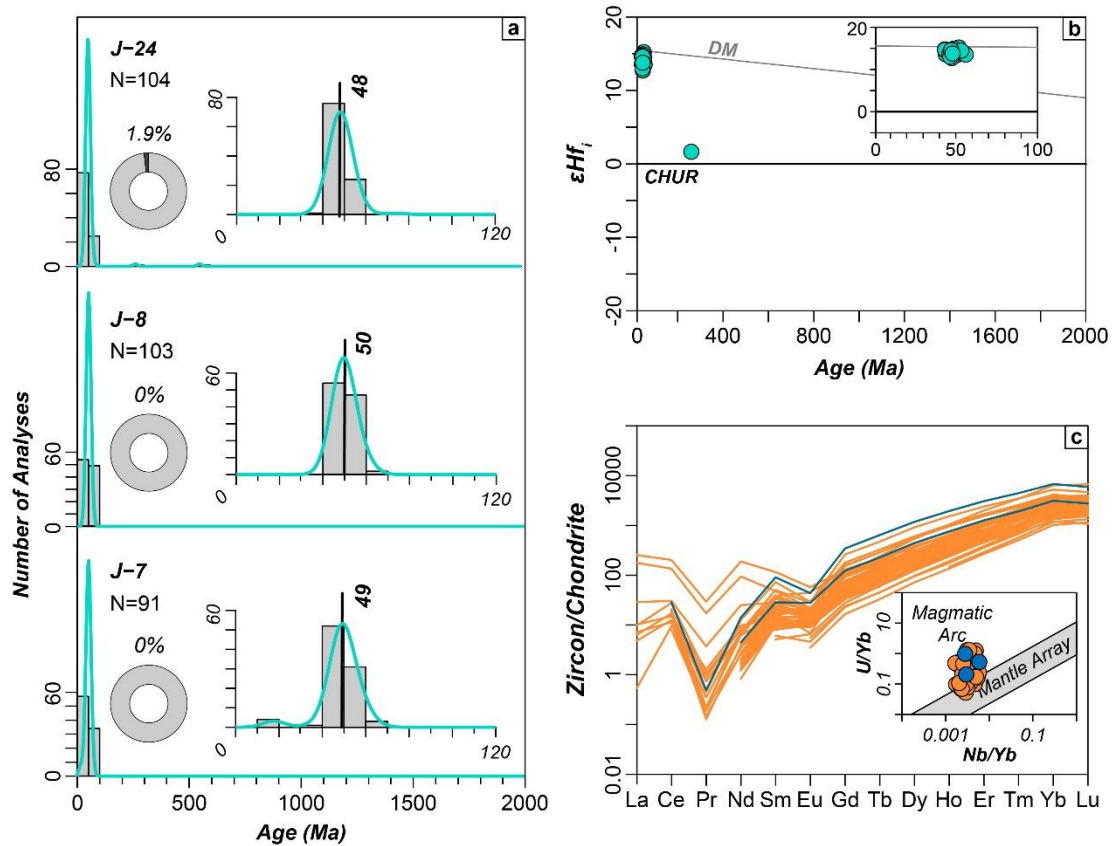 a
J−24
N=104
1.9%
80
0
80
0
120
48
J−8
N=103
0%
60
0
60
0
120
50
J−7
N=91
0%
60
0
60
0
120
49
Number of Analyses
0 500 1000 1500 2000
Age (Ma)
b
DM
CHUR
εHfi
20
10
0
−10
−20
0 400 800 1200 1600 2000
Age (Ma)
20
10
0
0 50 100
c
Zircon/Chondrite
10000
100
1
0.01
La Ce Pr Nd Sm Eu Gd Tb Dy Ho Er Tm Yb Lu
Magmatic
Arc
Mantle Array
U/Yb
10
0.1
0.001 0.1
Nb/Yb